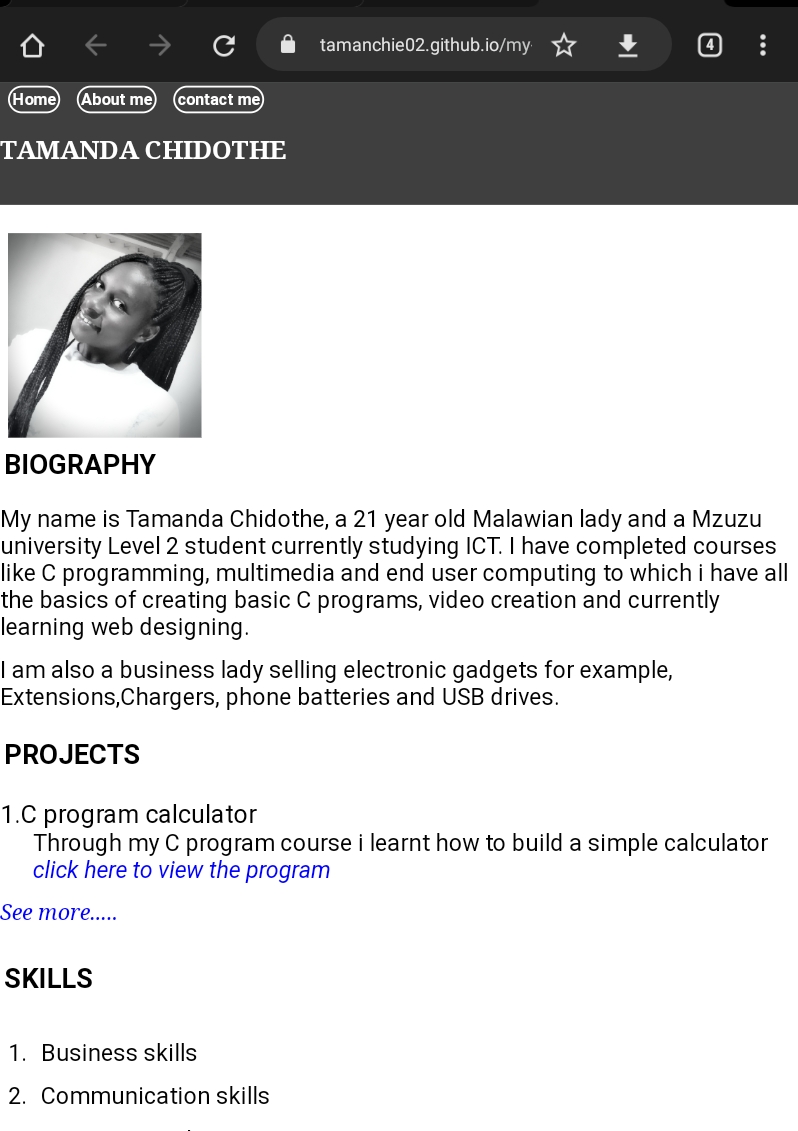 tamanchie02.github.io/my
4
Home About me contact me
TAMANDA CHIDOTHE
BIOGRAPHY
My name is Tamanda Chidothe, a 21 year old Malawian lady and a Mzuzu
university Level 2 student currently studying ICT. I have completed courses
like C programming, multimedia and end user computing to which i have all
the basics of creating basic C programs, video creation and currently
learning web designing.
I am also a business lady selling electronic gadgets for example,
Extensions,Chargers, phone batteries and USB drives.
PROJECTS
1.C program calculator
Through my C program course i learnt how to build a simple calculator
click here to view the program
See more.....
SKILLS
1. Business skills
2. Communication skills